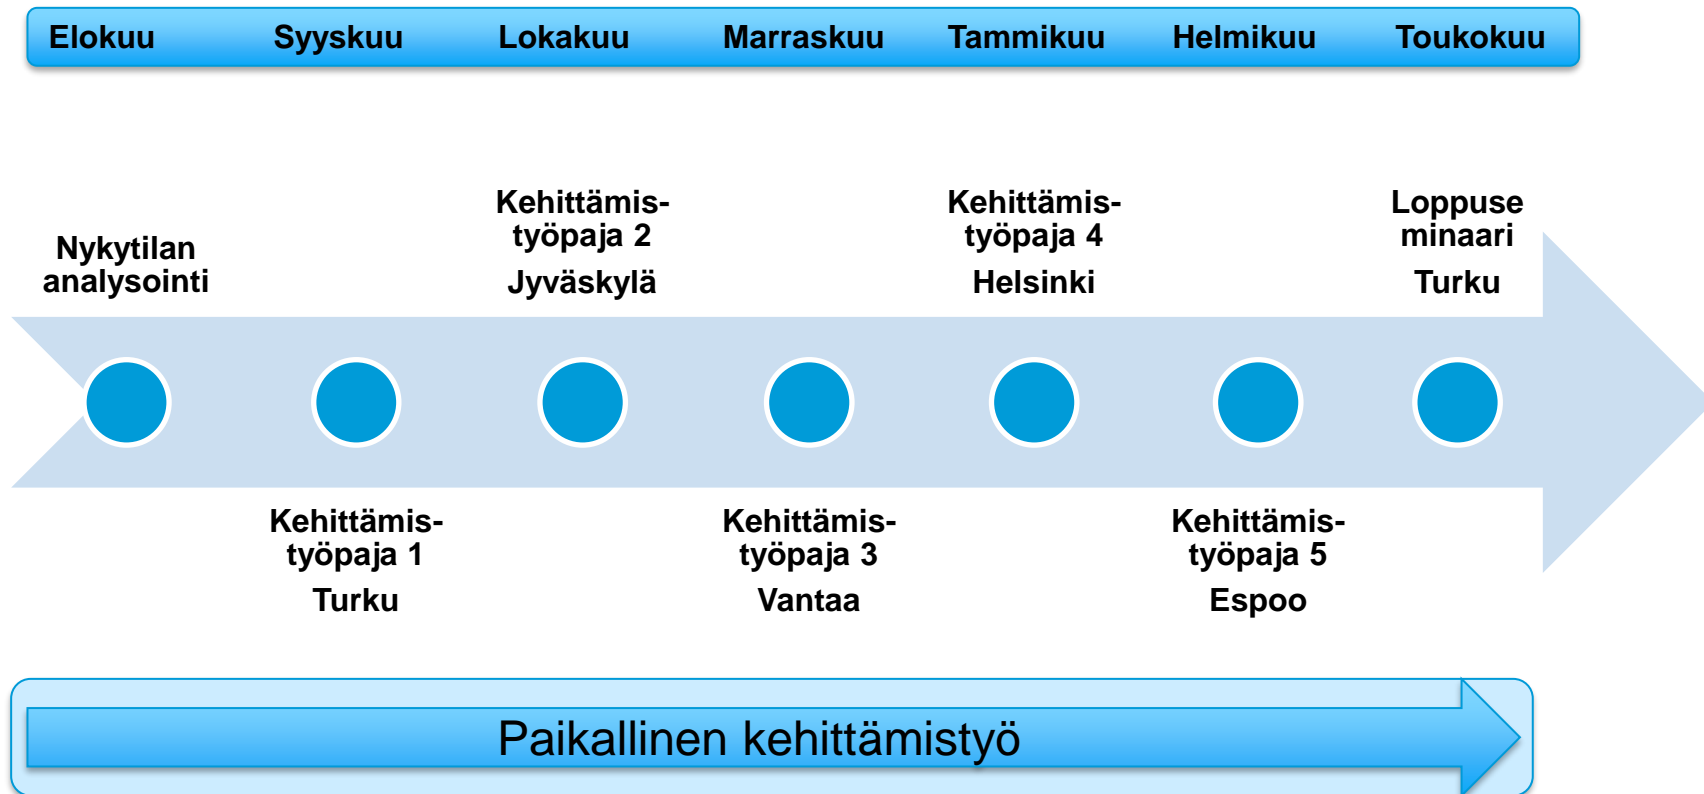 Elokuu Syyskuu Lokakuu Marraskuu Tammikuu Helmikuu Toukokuu
Nykytilan
analysointi
Kehittämis-
työpaja 1
Turku
Kehittämis-
työpaja 2
Jyväskylä
Kehittämis-
työpaja 3
Vantaa
Kehittämis-
työpaja 4
Helsinki
Kehittämis-
työpaja 5
Espoo
Loppuse
minaari
Turku
Paikallinen kehittämistyö